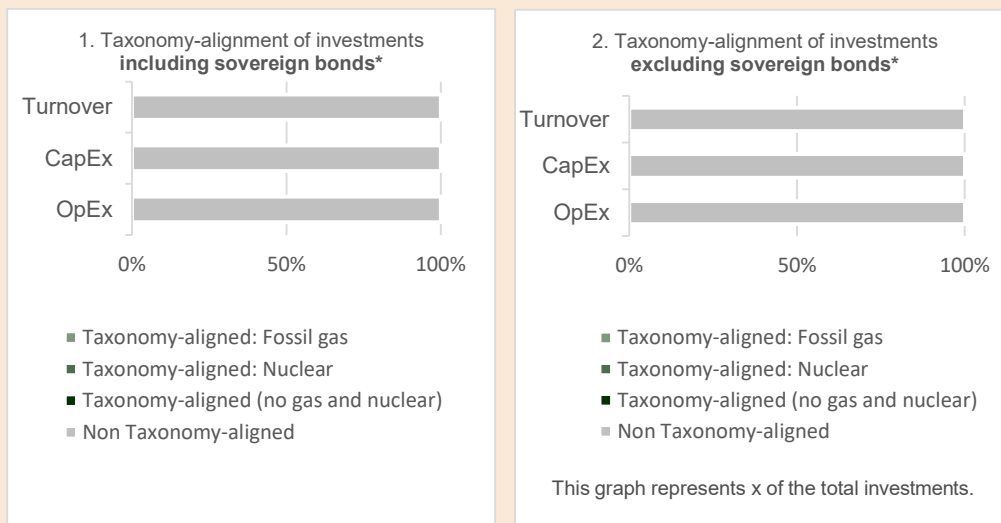 1. Taxonomy-alignment of investments
including sovereign bonds*
Turnover
CapEx
OpEx
0% 50% 100%
Taxonomy-aligned: Fossil gas
Taxonomy-aligned: Nuclear
Taxonomy-aligned (no gas and nuclear)
Non Taxonomy-aligned
2. Taxonomy-alignment of investments
excluding sovereign bonds*
Turnover
CapEx
OpEx
0% 50% 100%
Taxonomy-aligned: Fossil gas
Taxonomy-aligned: Nuclear
Taxonomy-aligned (no gas and nuclear)
Non Taxonomy-aligned
This graph represents x of the total investments.